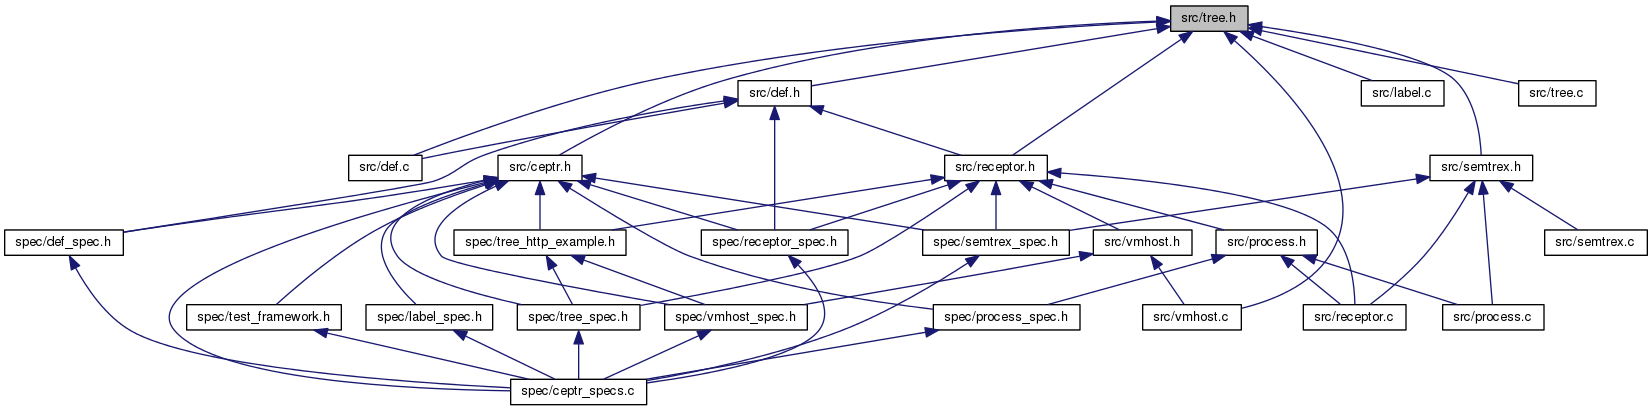 src/tree.h
src/def.h
src/label.c
src/tree.c
src/def.c
src/ceptr.h
src/receptor.h
src/semtrex.h
spec/def_spec.h
spec/tree_http_example.h
spec/receptor_spec.h
spec/semtrex_spec.h
src/vmhost.h
src/process.h
src/semtrex.c
spec/test_framework.h
spec/label_spec.h
spec/tree_spec.h
spec/vmhost_spec.h
spec/process_spec.h
src/vmhost.c
src/receptor.c
src/process.c
spec/ceptr_specs.c